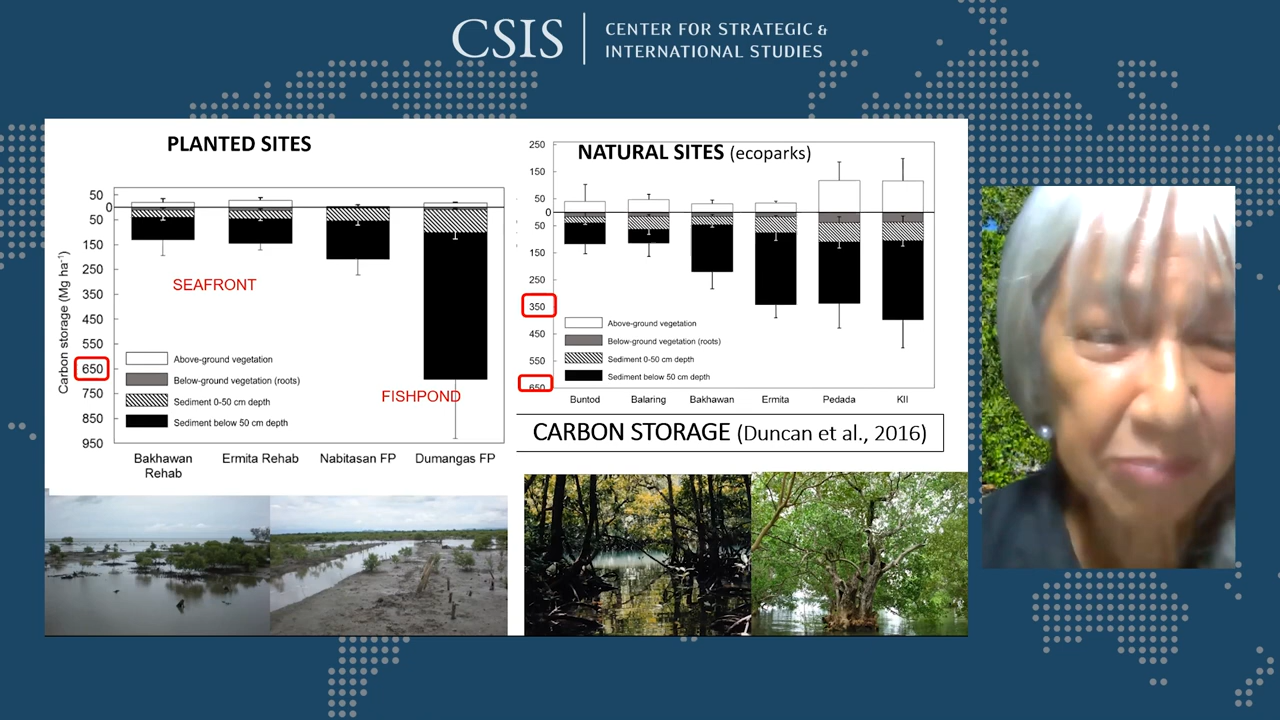 CSIS
CENTER FOR STRATEGIC &
INTERNATIONAL STUDIES
PLANTED SITES
50
0
50
150
250
350
450
550
650
750
850
950
Carbon storage (Mg ha⁻¹)
SEAFRONT
FISHPOND
Above-ground vegetation
Below-ground vegetation (roots)
Sediment 0-50 cm depth
Sediment below 50 cm depth
Bakhawan
Rehab
Ermita Rehab
Nabitasan FP
Dumangas FP
NATURAL SITES (ecoparks)
250
150
50
0
50
150
250
350
450
550
650
Above-ground vegetation
Below-ground vegetation (roots)
Sediment 0-50 cm depth
Sediment below 50 cm depth
Buntod
Balaring
Bakhawan
Ermita
Pedada
KII
CARBON STORAGE (Duncan et al., 2016)